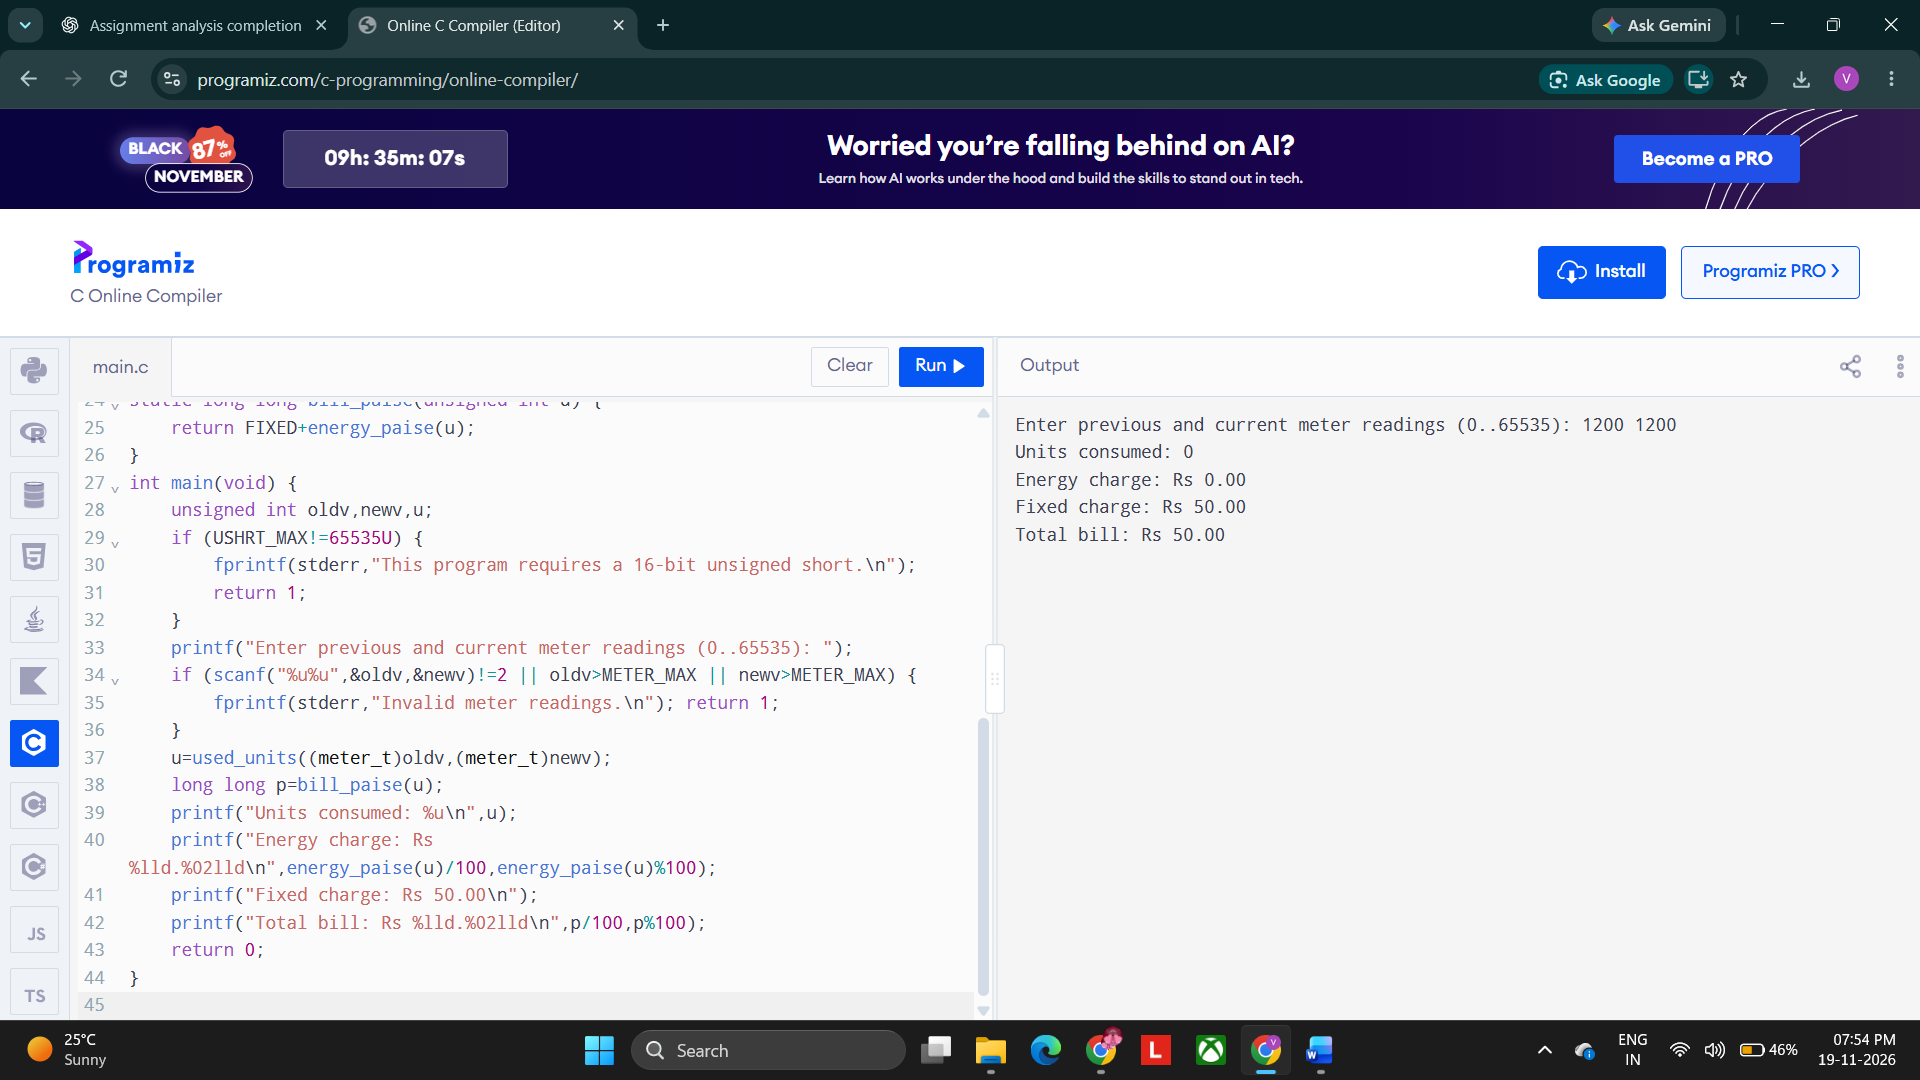 Assignment analysis completion
Online C Compiler (Editor)
Ask Gemini
programiz.com/c-programming/online-compiler/
Ask Google
V
BLACK 87% OFF
NOVEMBER
09h: 35m: 07s
Worried you’re falling behind on AI?
Learn how AI works under the hood and build the skills to stand out in tech.
Become a PRO
Programiz
C Online Compiler
Install
Programiz PRO
main.c
Clear
Run
Output
24 static long long bill_paise(unsigned int u) {
25     return FIXED+energy_paise(u);
26 }
27 int main(void) {
28     unsigned int oldv,newv,u;
29     if (USHRT_MAX!=65535U) {
30         fprintf(stderr,"This program requires a 16-bit unsigned short.\n");
31         return 1;
32     }
33     printf("Enter previous and current meter readings (0..65535): ");
34     if (scanf("%u%u",&oldv,&newv)!=2 || oldv>METER_MAX || newv>METER_MAX) {
35         fprintf(stderr,"Invalid meter readings.\n"); return 1;
36     }
37     u=used_units((meter_t)oldv,(meter_t)newv);
38     long long p=bill_paise(u);
39     printf("Units consumed: %u\n",u);
40     printf("Energy charge: Rs
%lld.%02lld\n",energy_paise(u)/100,energy_paise(u)%100);
41     printf("Fixed charge: Rs 50.00\n");
42     printf("Total bill: Rs %lld.%02lld\n",p/100,p%100);
43     return 0;
44 }
45
Enter previous and current meter readings (0..65535): 1200 1200
Units consumed: 0
Energy charge: Rs 0.00
Fixed charge: Rs 50.00
Total bill: Rs 50.00
JS
TS
25°C
Sunny
Search
L
V
W
ENG
IN
46%
07:54 PM
19-11-2026